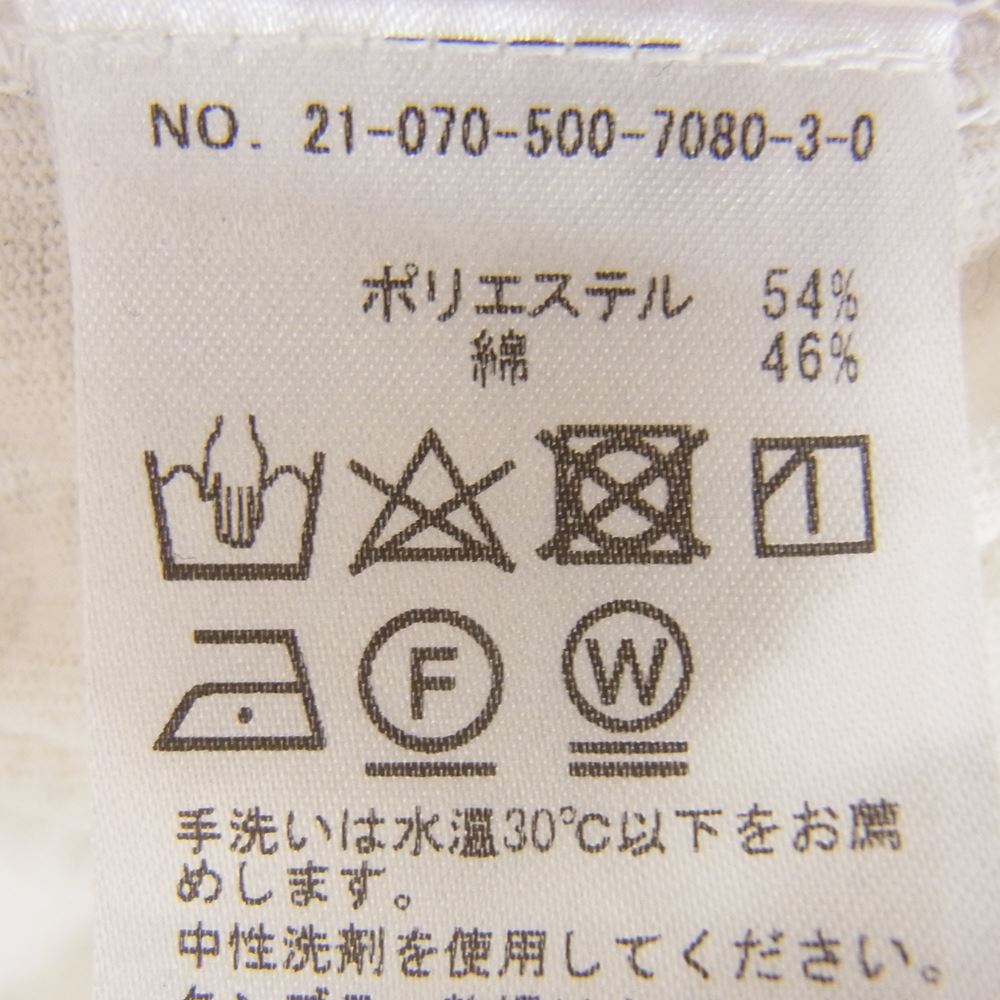 NO. 21-070-500-7080-3-0
ポリエステル 54%
綿 46%
F W
手洗いは水温30℃以下をお薦
めします。
中性洗剤を使用してください。